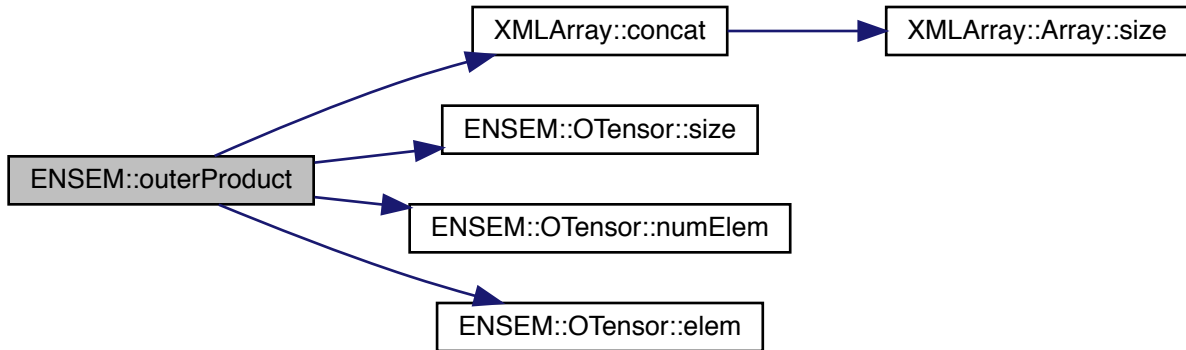 XMLArray::concat
XMLArray::Array::size
ENSEM::OTensor::size
ENSEM::outerProduct
ENSEM::OTensor::numElem
ENSEM::OTensor::elem